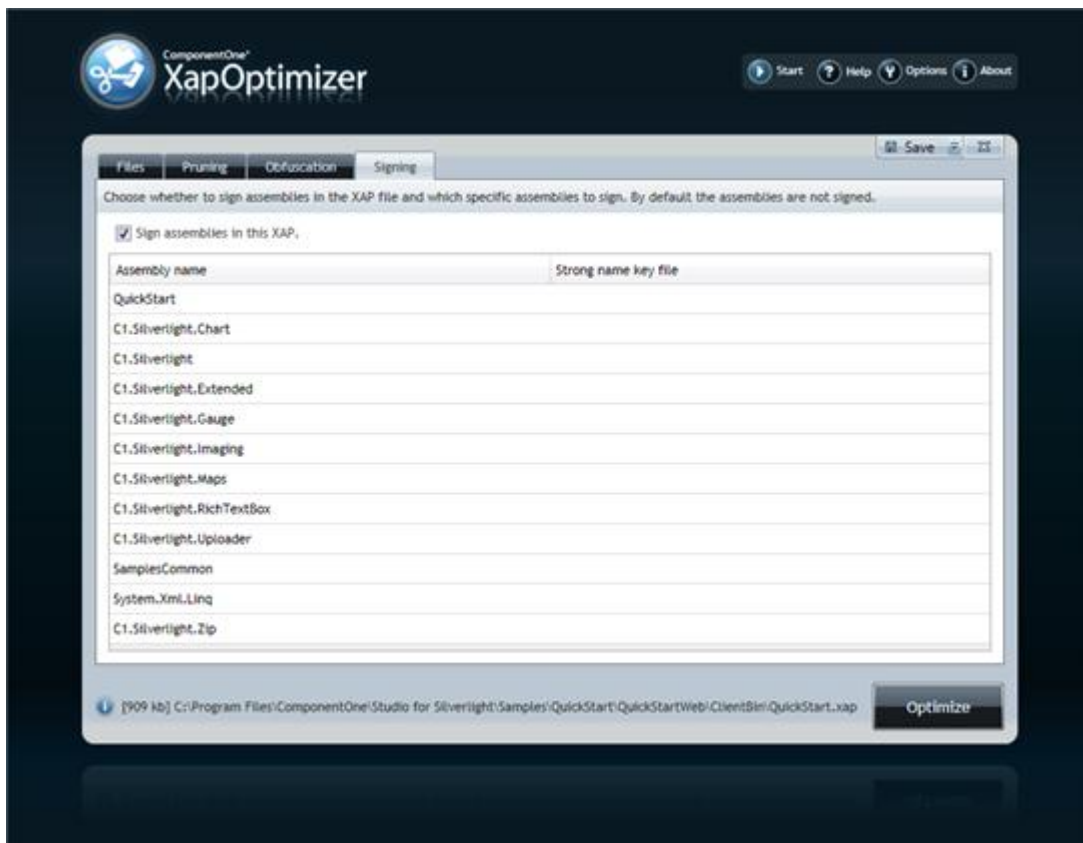 ComponentOne®
XapOptimizer
Start Help Options About
Save
Files Pruning Obfuscation Signing
Choose whether to sign assemblies in the XAP file and which specific assemblies to sign. By default the assemblies are not signed.
Sign assemblies in this XAP.
Assembly name Strong name key file
QuickStart
C1.Silverlight.Chart
C1.Silverlight
C1.Silverlight.Extended
C1.Silverlight.Gauge
C1.Silverlight.Imaging
C1.Silverlight.Maps
C1.Silverlight.RichTextBox
C1.Silverlight.Uploader
SamplesCommon
System.Xml.Linq
C1.Silverlight.Zip
[909 kb] C:\Program Files\ComponentOne\Studio for Silverlight\Samples\QuickStart\QuickStartWeb\ClientBin\QuickStart.xap
Optimize